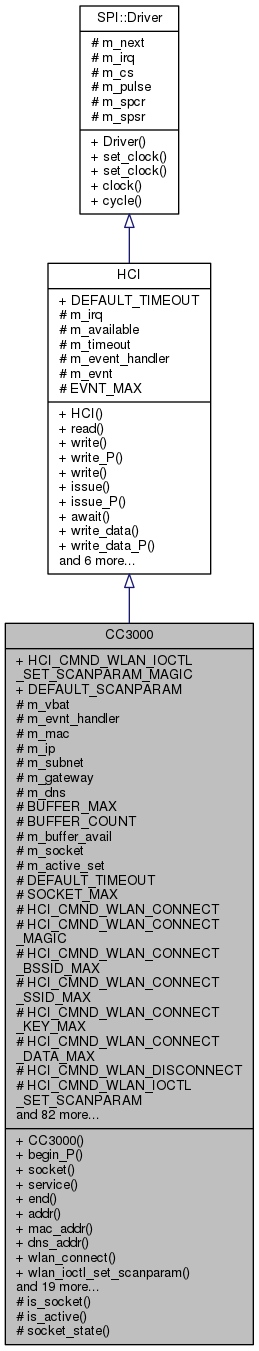 SPI::Driver
# m_next
# m_irq
# m_cs
# m_pulse
# m_spcr
# m_spsr
+ Driver()
+ set_clock()
+ set_clock()
+ clock()
+ cycle()
HCI
+ DEFAULT_TIMEOUT
# m_irq
# m_available
# m_timeout
# m_event_handler
# m_evnt
# EVNT_MAX
+ HCI()
+ read()
+ write()
+ write_P()
+ write()
+ issue()
+ issue_P()
+ await()
+ write_data()
+ write_data_P()
and 6 more...
CC3000
+ HCI_CMND_WLAN_IOCTL
_SET_SCANPARAM_MAGIC
+ DEFAULT_SCANPARAM
# m_vbat
# m_evnt_handler
# m_mac
# m_ip
# m_subnet
# m_gateway
# m_dns
# BUFFER_MAX
# BUFFER_COUNT
# m_buffer_avail
# m_socket
# m_active_set
# DEFAULT_TIMEOUT
# SOCKET_MAX
# HCI_CMND_WLAN_CONNECT
# HCI_CMND_WLAN_CONNECT
_MAGIC
# HCI_CMND_WLAN_CONNECT
_BSSID_MAX
# HCI_CMND_WLAN_CONNECT
_SSID_MAX
# HCI_CMND_WLAN_CONNECT
_KEY_MAX
# HCI_CMND_WLAN_CONNECT
_DATA_MAX
# HCI_CMND_WLAN_DISCONNECT
# HCI_CMND_WLAN_IOCTL
_SET_SCANPARAM
and 82 more...
+ CC3000()
+ begin_P()
+ socket()
+ service()
+ end()
+ addr()
+ mac_addr()
+ dns_addr()
+ wlan_connect()
+ wlan_ioctl_set_scanparam()
and 19 more...
# is_socket()
# is_active()
# socket_state()